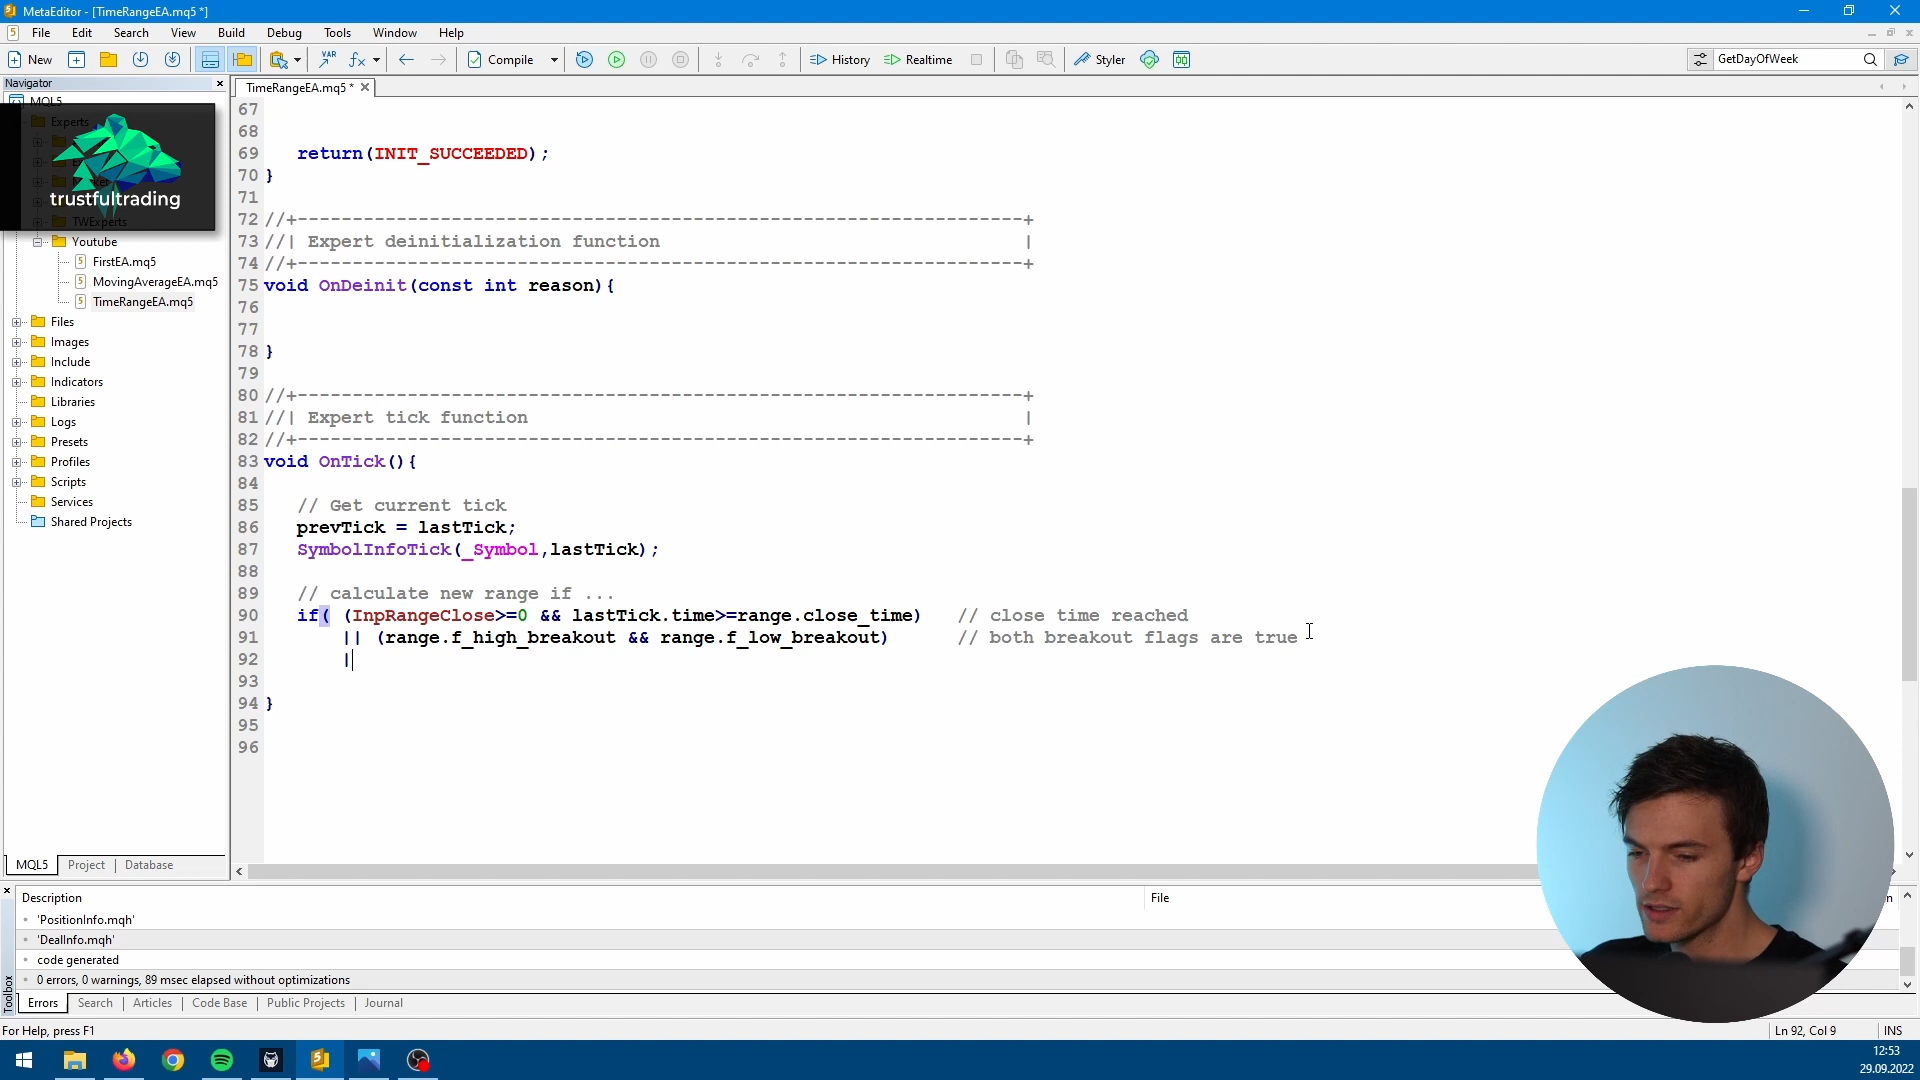 MetaEditor - [TimeRangeEA.mq5 *]
File Edit Search View Build Debug Tools Window Help
New Compile History Realtime Styler GetDayOfWeek
Navigator
TimeRangeEA.mq5 *
MQL5
Experts
trustfultrading
TWExperts
Youtube
FirstEA.mq5
MovingAverageEA.mq5
TimeRangeEA.mq5
Files
Images
Include
Indicators
Libraries
Logs
Presets
Profiles
Scripts
Services
Shared Projects
MQL5 Project Database
67
68
69 return(INIT_SUCCEEDED);
70 }
71
72 //+------------------------------------------------------------------+
73 //| Expert deinitialization function |
74 //+------------------------------------------------------------------+
75 void OnDeinit(const int reason){
76
77
78 }
79
80 //+------------------------------------------------------------------+
81 //| Expert tick function |
82 //+------------------------------------------------------------------+
83 void OnTick(){
84
85 // Get current tick
86 prevTick = lastTick;
87 SymbolInfoTick(_Symbol,lastTick);
88
89 // calculate new range if ...
90 if( (InpRangeClose>=0 && lastTick.time>=range.close_time) // close time reached
91 || (range.f_high_breakout && range.f_low_breakout) // both breakout flags are true
92 |
93
94 }
95
96
Description File
'PositionInfo.mqh'
'DealInfo.mqh'
code generated
0 errors, 0 warnings, 89 msec elapsed without optimizations
Toolbox
Errors Search Articles Code Base Public Projects Journal
For Help, press F1 Ln 92, Col 9 INS
12:53
29.09.2022